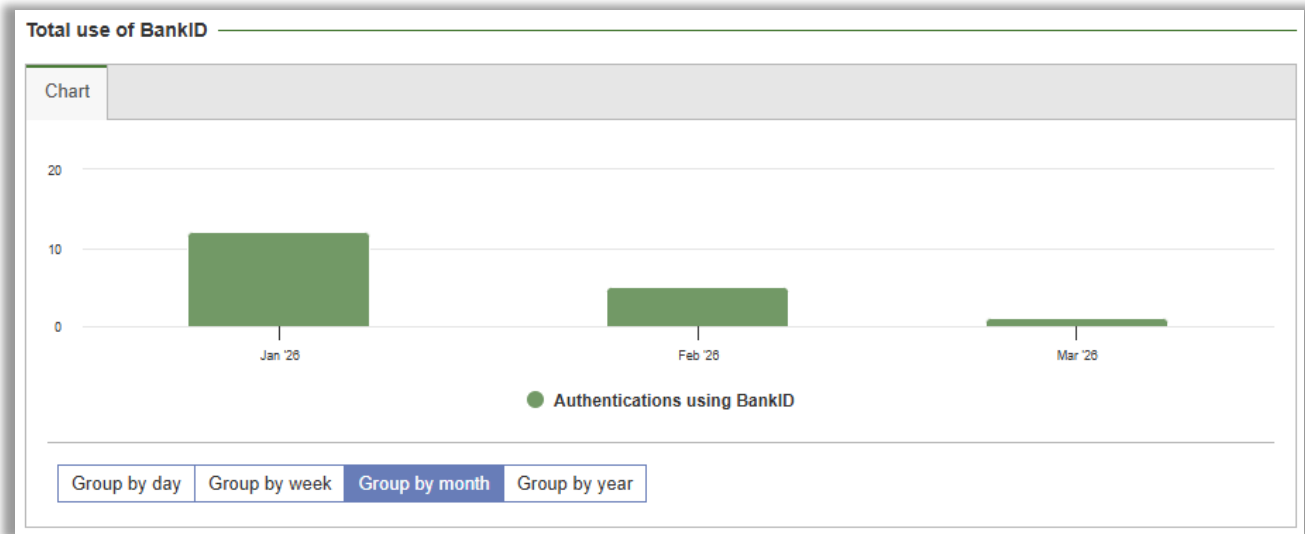 Total use of BankID
Chart
20
10
0
Jan '26
Feb '26
Mar '26
Authentications using BankID
Group by day
Group by week
Group by month
Group by year